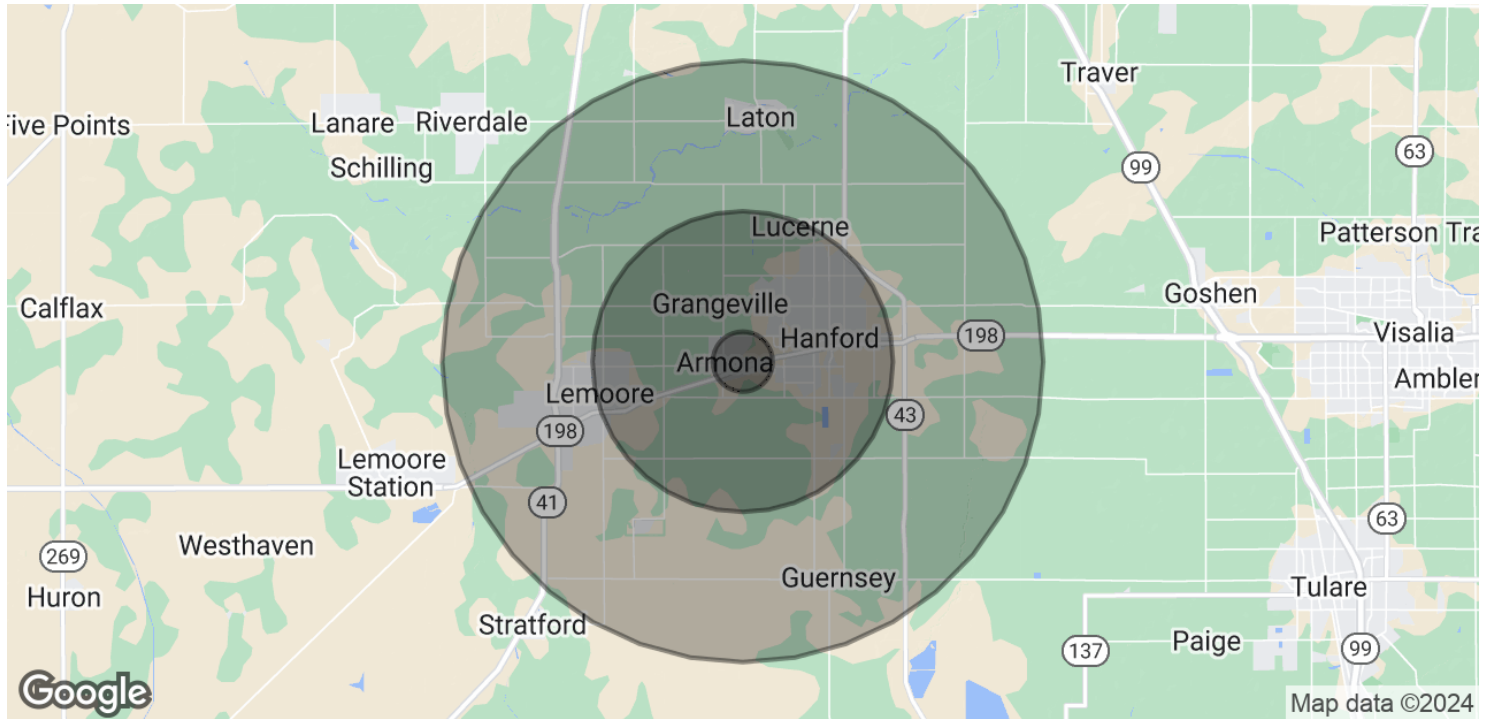 Traver
Five Points
Lanare
Riverdale
Laton
63
Schilling
99
Lucerne
Patterson Tra
Goshen
Calflax
Grangeville
Hanford
198
Visalia
Armona
Ambler
Lemoore
43
198
Lemoore
Station
41
63
Westhaven
269
Guernsey
Huron
Tulare
Stratford
Paige
137
99
Google
Map data ©2024